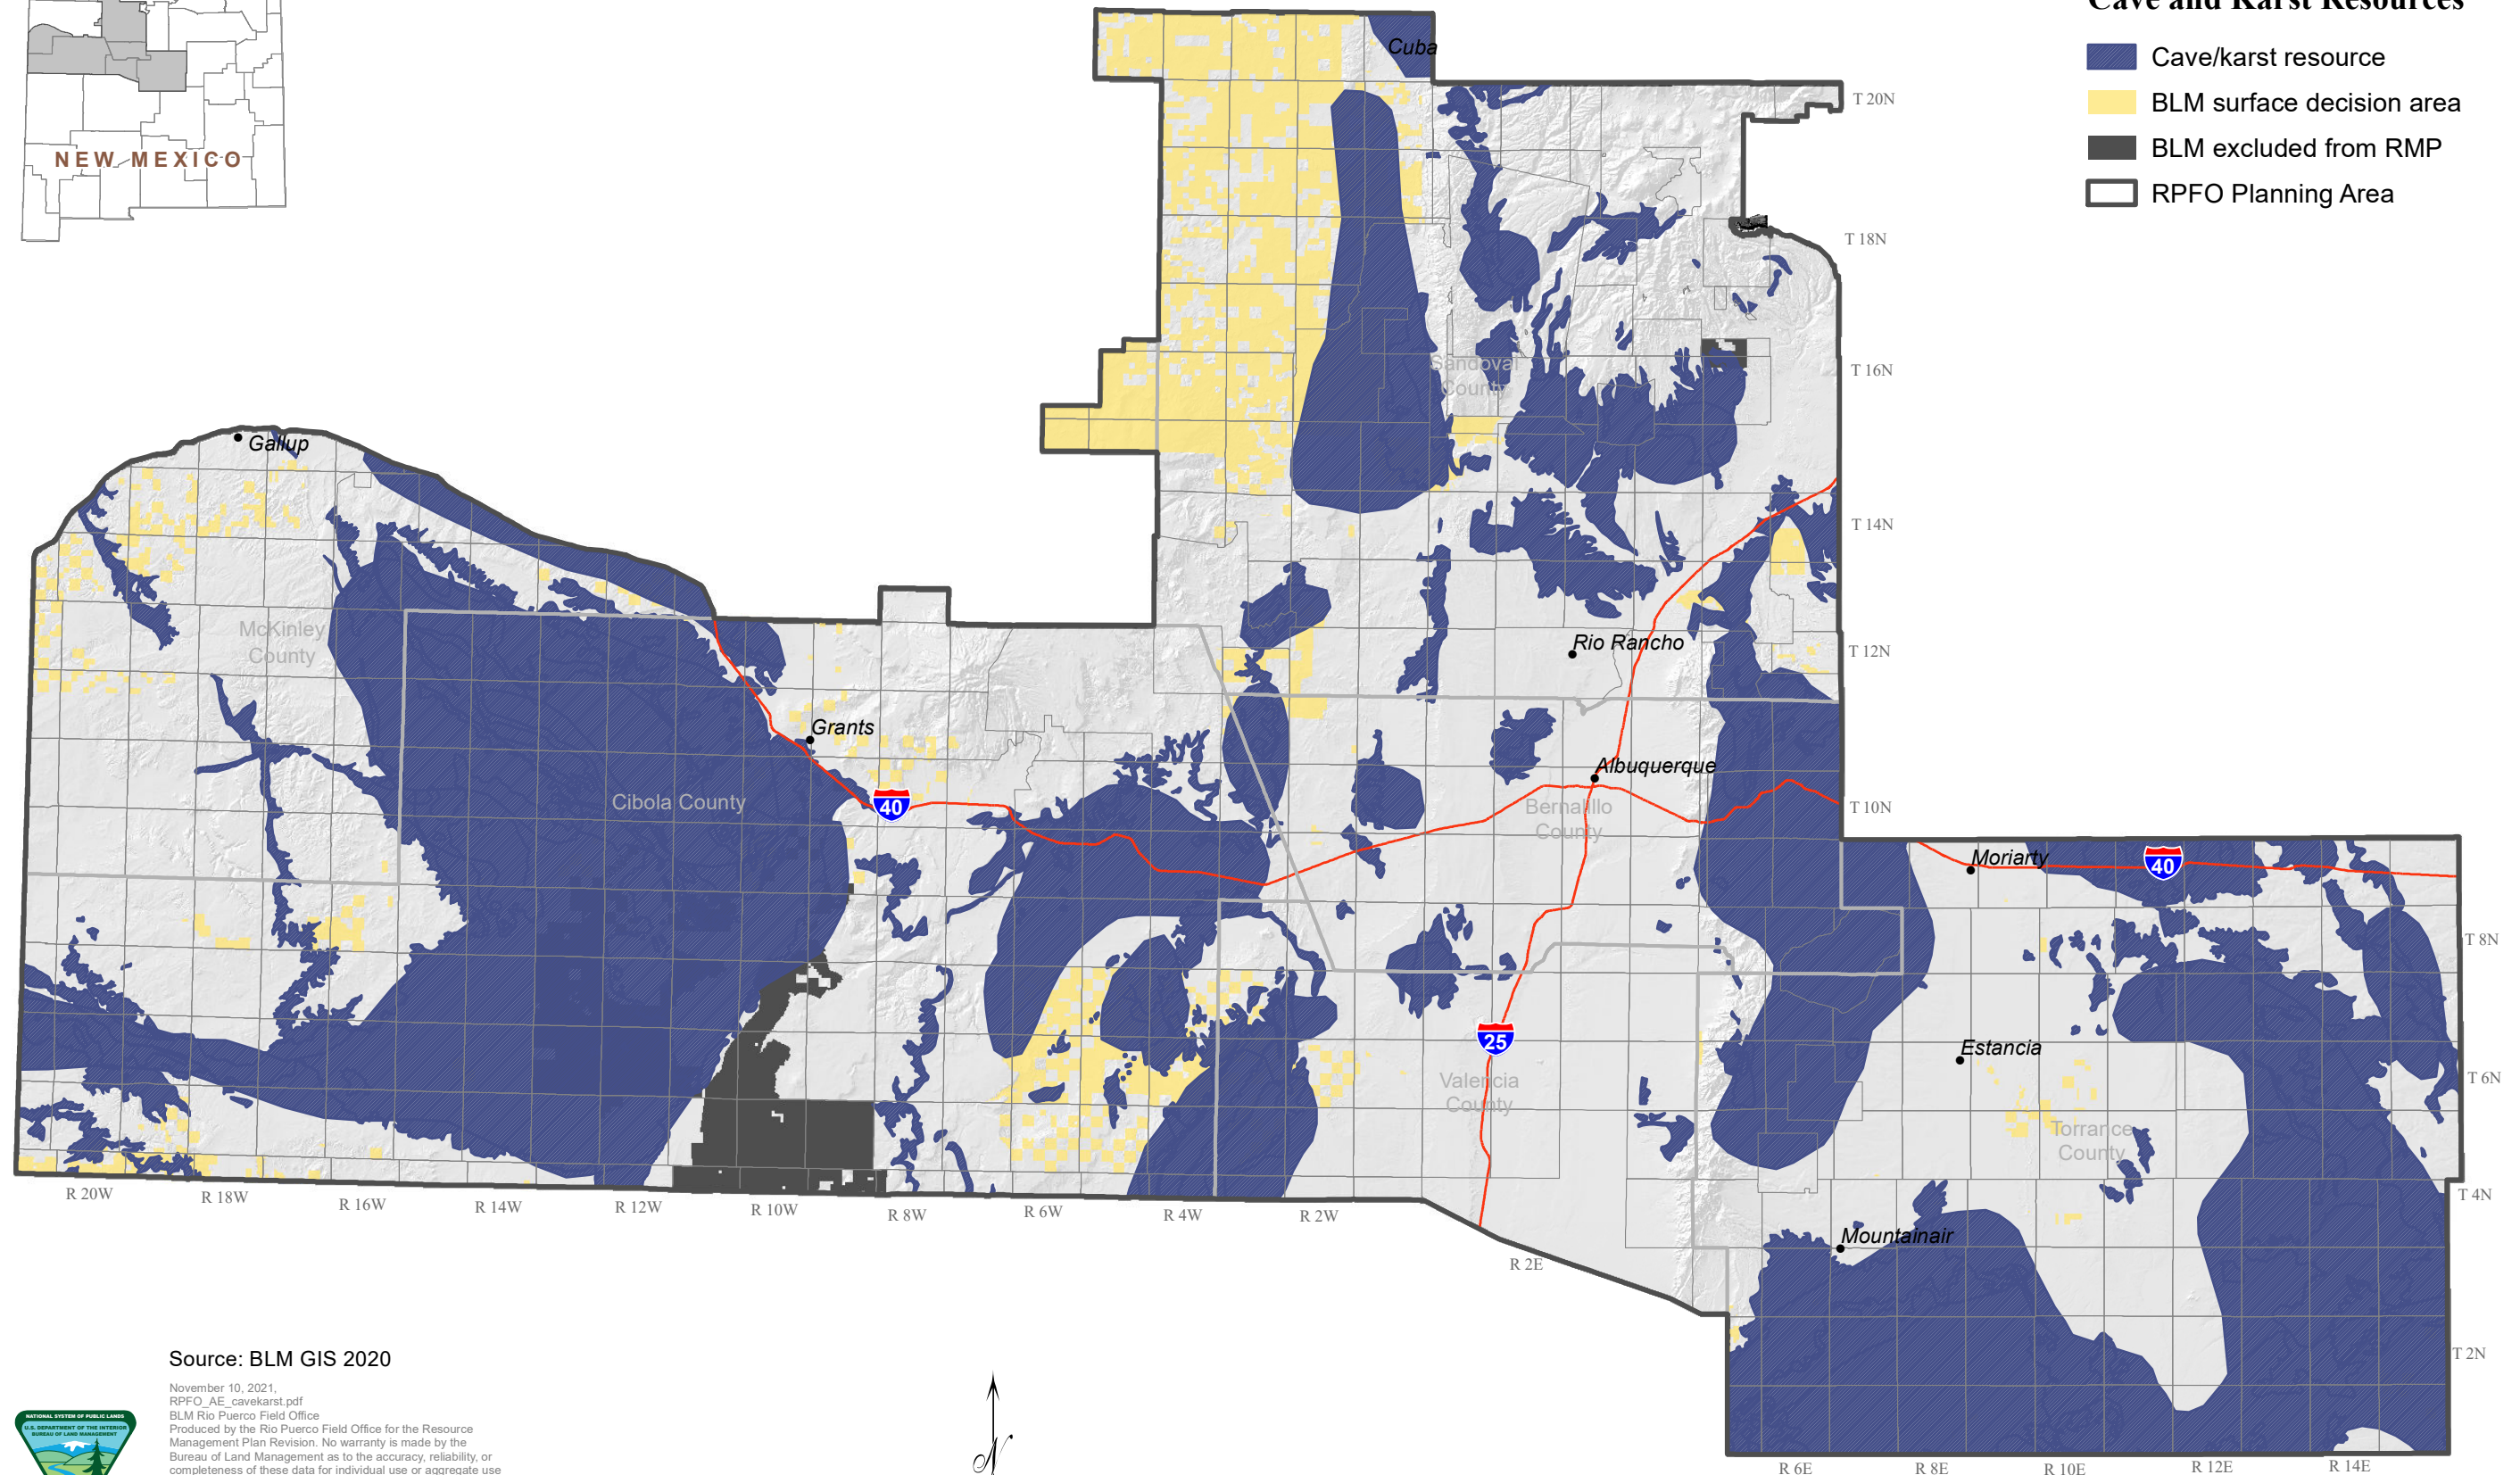 Cave and Karst Resources
Cave/karst resource
BLM surface decision area
BLM excluded from RMP
RPFO Planning Area
NEW MEXICO
Cuba
T 20N
T 18N
Sandoval
County
T 16N
Gallup
T 14N
McKinley
County
Rio Rancho
T 12N
Grants
Albuquerque
Cibola County
40
Bernalillo
County
T 10N
Moriarty
40
T 8N
25
Estancia
Valencia
County
T 6N
Torrance
County
R 20W
R 18W
R 16W
R 14W
R 12W
R 10W
R 8W
R 6W
R 4W
R 2W
T 4N
Mountainair
R 2E
T 2N
R 6E
R 8E
R 10E
R 12E
R 14E
Source: BLM GIS 2020
November 10, 2021,
RPFO_AE_cavekarst.pdf
BLM Rio Puerco Field Office
Produced by the Rio Puerco Field Office for the Resource
Management Plan Revision. No warranty is made by the
Bureau of Land Management as to the accuracy, reliability, or
completeness of these data for individual use or aggregate use
NATIONAL SYSTEM OF PUBLIC LANDS
U.S. DEPARTMENT OF THE INTERIOR
BUREAU OF LAND MANAGEMENT
N